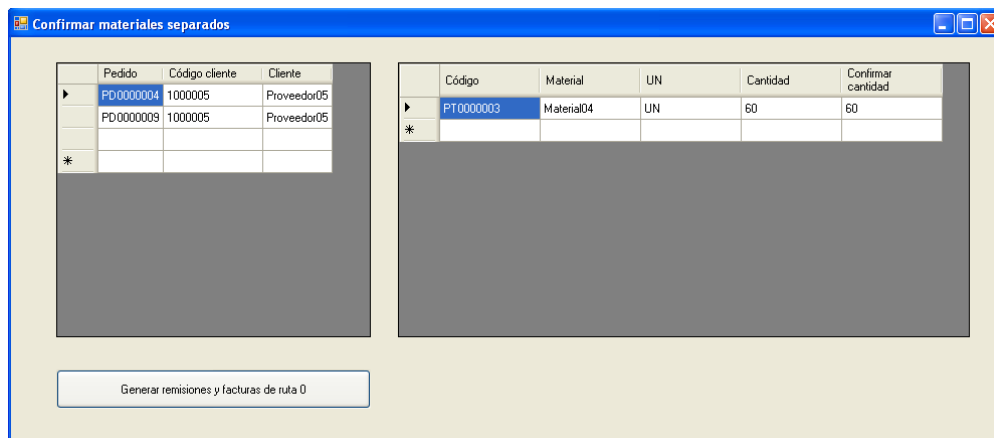 Confirmar materiales separados
Pedido Código cliente Cliente
PD0000004 1000005 Proveedor05
PD0000009 1000005 Proveedor05
Código Material UN Cantidad Confirmar cantidad
PT0000003 Material04 UN 60 60
Generar remisiones y facturas de ruta 0